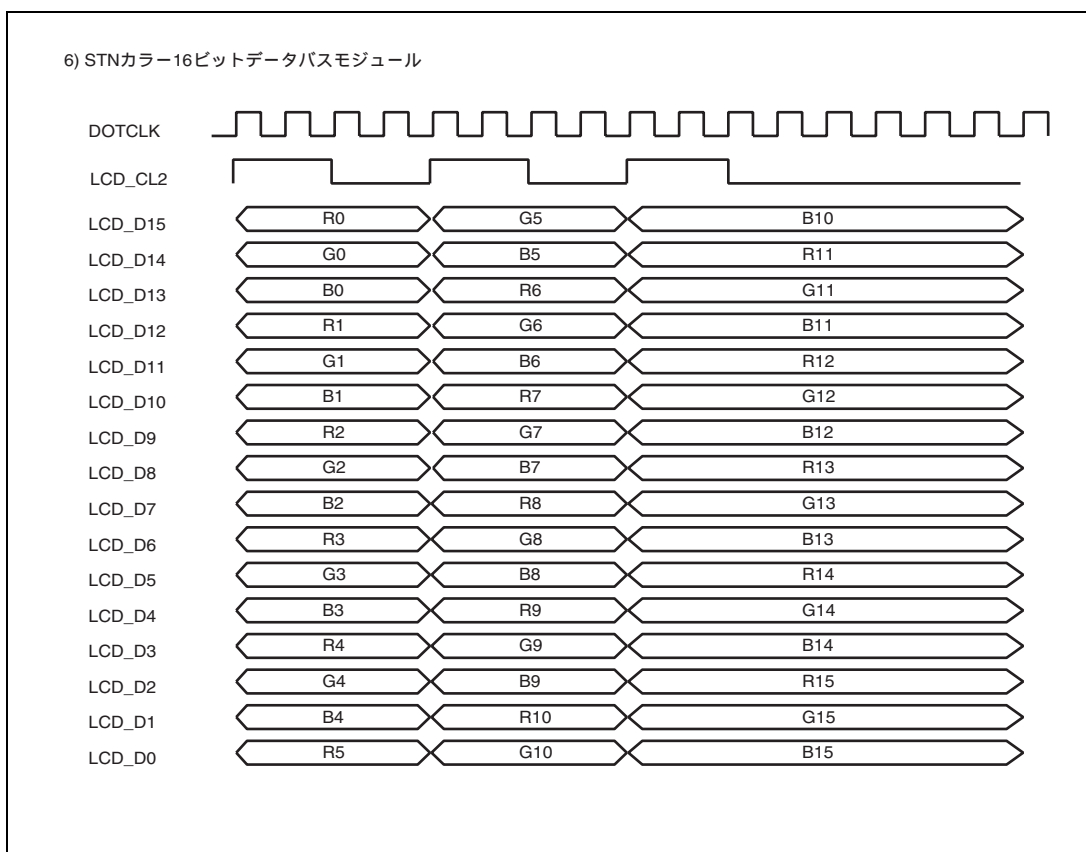 6) STNカラー16ビットデータバスモジュール
DOTCLK
LCD_CL2
LCD_D15 R0 G5 B10
LCD_D14 G0 B5 R11
LCD_D13 B0 R6 G11
LCD_D12 R1 G6 B11
LCD_D11 G1 B6 R12
LCD_D10 B1 R7 G12
LCD_D9 R2 G7 B12
LCD_D8 G2 B7 R13
LCD_D7 B2 R8 G13
LCD_D6 R3 G8 B13
LCD_D5 G3 B8 R14
LCD_D4 B3 R9 G14
LCD_D3 R4 G9 B14
LCD_D2 G4 B9 R15
LCD_D1 B4 R10 G15
LCD_D0 R5 G10 B15